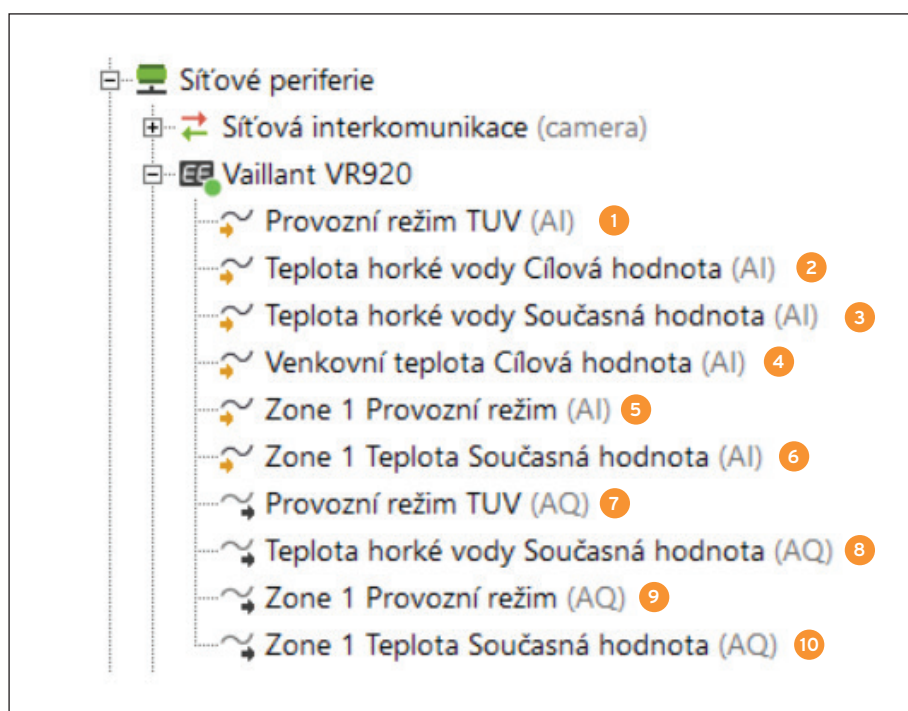 Síťové periferie
Síťová interkomunikace (camera)
Vaillant VR920
Provozní režim TUV (AI) 1
Teplota horké vody Cílová hodnota (AI) 2
Teplota horké vody Současná hodnota (AI) 3
Venkovní teplota Cílová hodnota (AI) 4
Zone 1 Provozní režim (AI) 5
Zone 1 Teplota Současná hodnota (AI) 6
Provozní režim TUV (AQ) 7
Teplota horké vody Současná hodnota (AQ) 8
Zone 1 Provozní režim (AQ) 9
Zone 1 Teplota Současná hodnota (AQ) 10